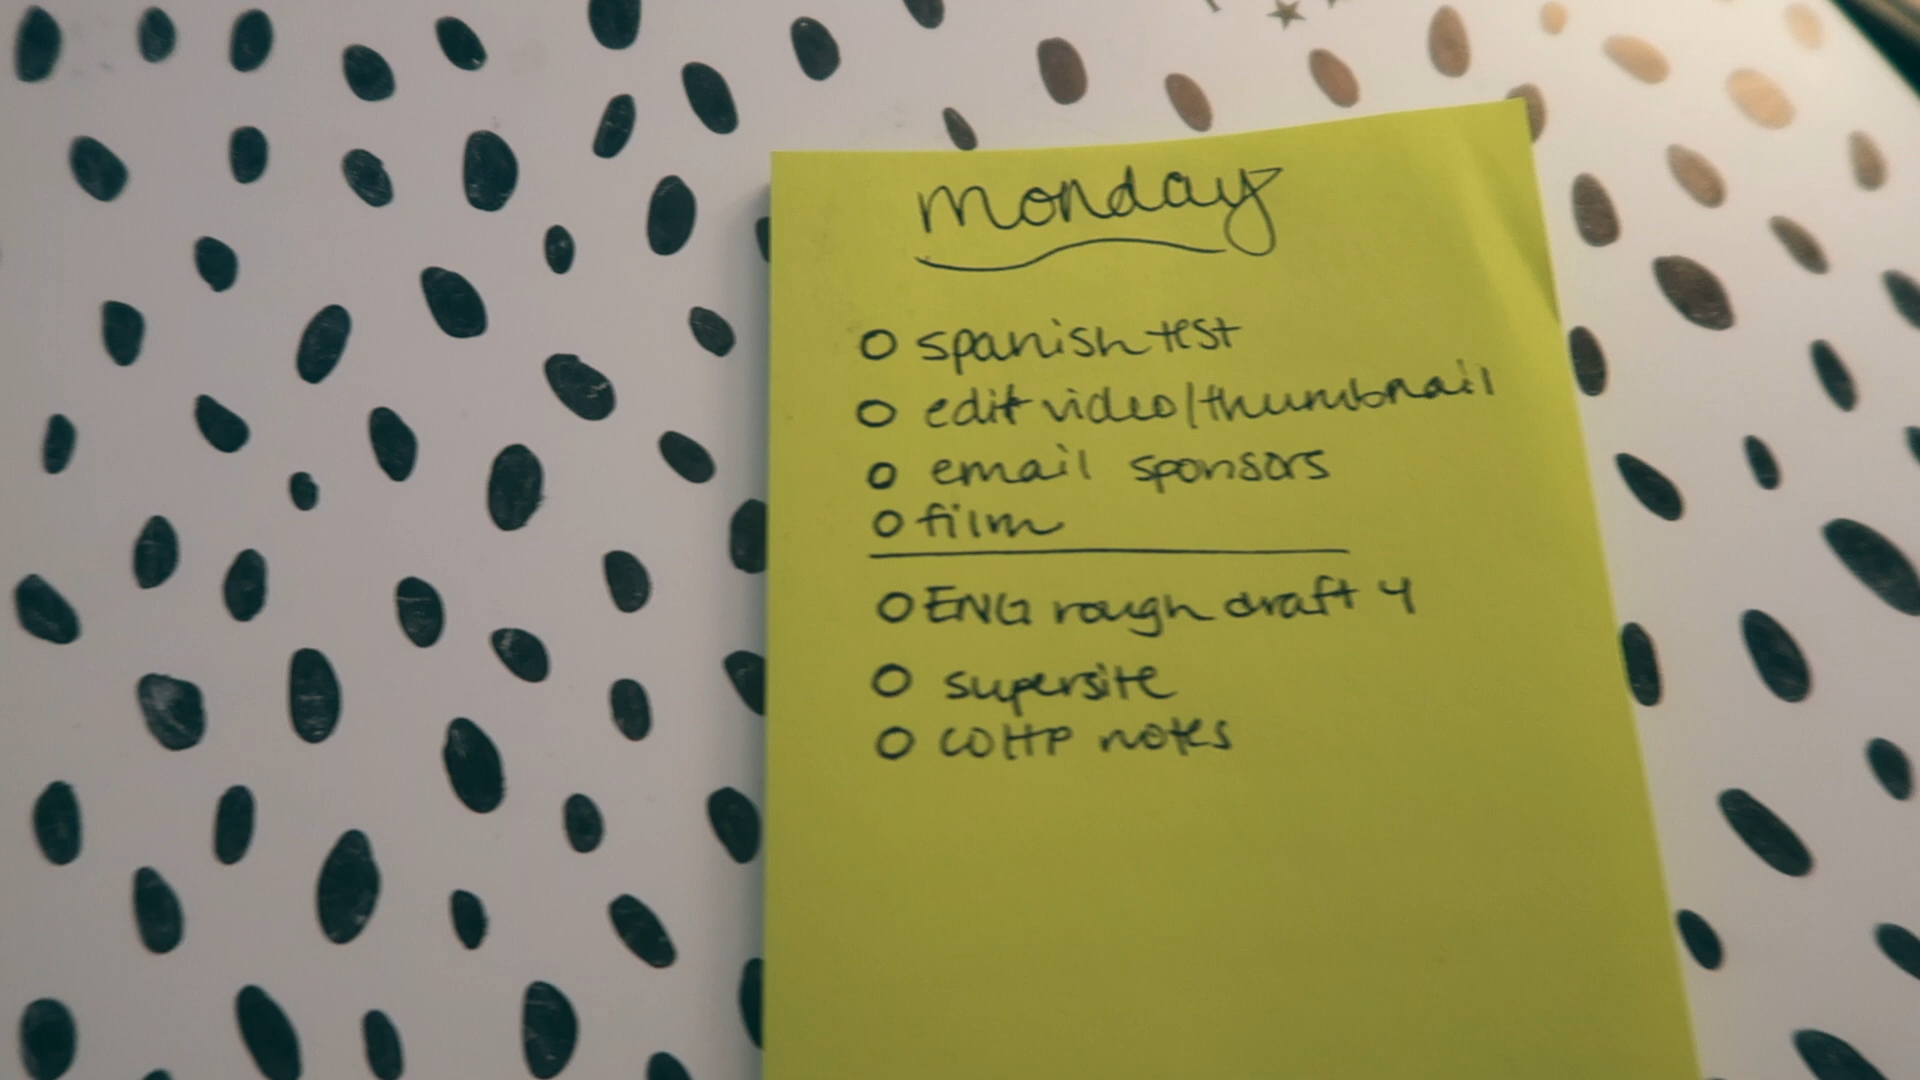 monday
O spanish test
O edit video/thumbnail
O email sponsors
O film
O ENG rough draft 4
O supersite
O COHP notes